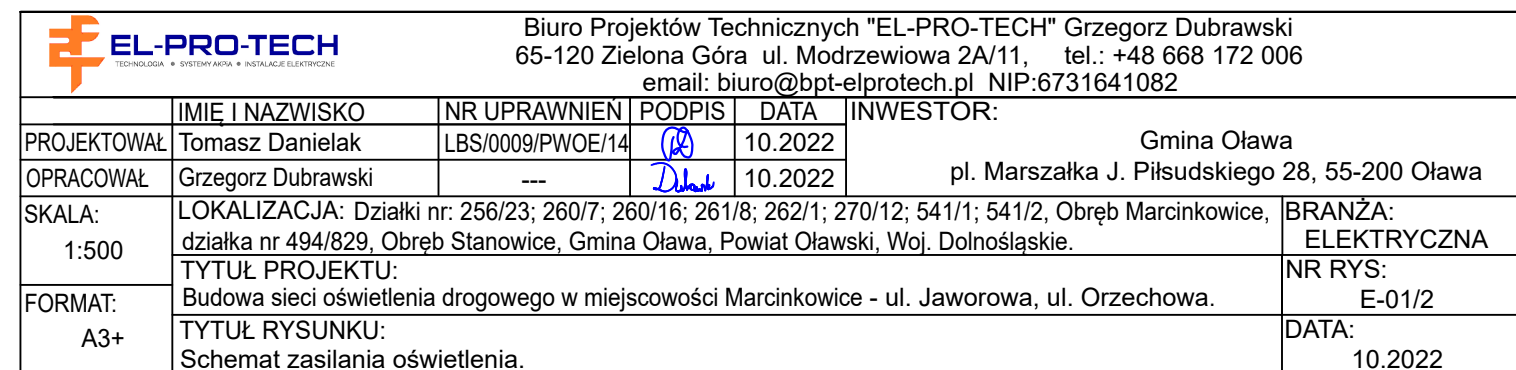 EL-PRO-TECH
TECHNOLOGIA • SYSTEMY AKPiA • INSTALACJE ELEKTRYCZNE
Biuro Projektów Technicznych "EL-PRO-TECH" Grzegorz Dubrawski
65-120 Zielona Góra ul. Modrzewiowa 2A/11, tel.: +48 668 172 006
email: biuro@bpt-elprotech.pl NIP:6731641082
IMIĘ I NAZWISKO NR UPRAWNIEŃ PODPIS DATA
PROJEKTOWAŁ Tomasz Danielak LBS/0009/PWOE/14 10.2022
OPRACOWAŁ Grzegorz Dubrawski --- 10.2022
INWESTOR:
Gmina Oława
pl. Marszałka J. Piłsudskiego 28, 55-200 Oława
SKALA:
1:500
LOKALIZACJA: Działki nr: 256/23; 260/7; 260/16; 261/8; 262/1; 270/12; 541/1; 541/2, Obręb Marcinkowice,
działka nr 494/829, Obręb Stanowice, Gmina Oława, Powiat Oławski, Woj. Dolnośląskie.
BRANŻA:
ELEKTRYCZNA
TYTUŁ PROJEKTU:
Budowa sieci oświetlenia drogowego w miejscowości Marcinkowice - ul. Jaworowa, ul. Orzechowa.
NR RYS:
E-01/2
FORMAT:
A3+
TYTUŁ RYSUNKU:
Schemat zasilania oświetlenia.
DATA:
10.2022